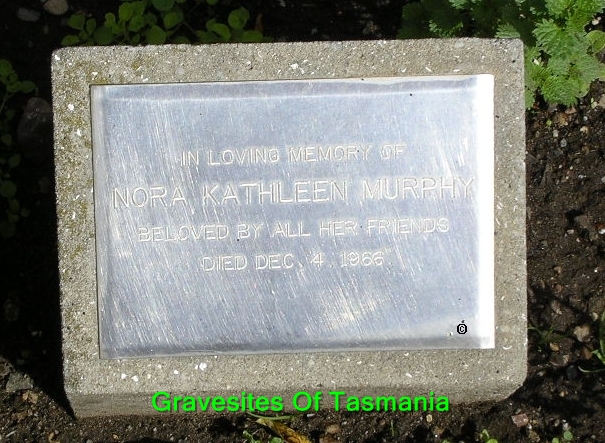 IN LOVING MEMORY OF
NORA KATHLEEN MURPHY
BELOVED BY ALL HER FRIENDS
DIED DEC. 4. 1966
©
Gravesites Of Tasmania